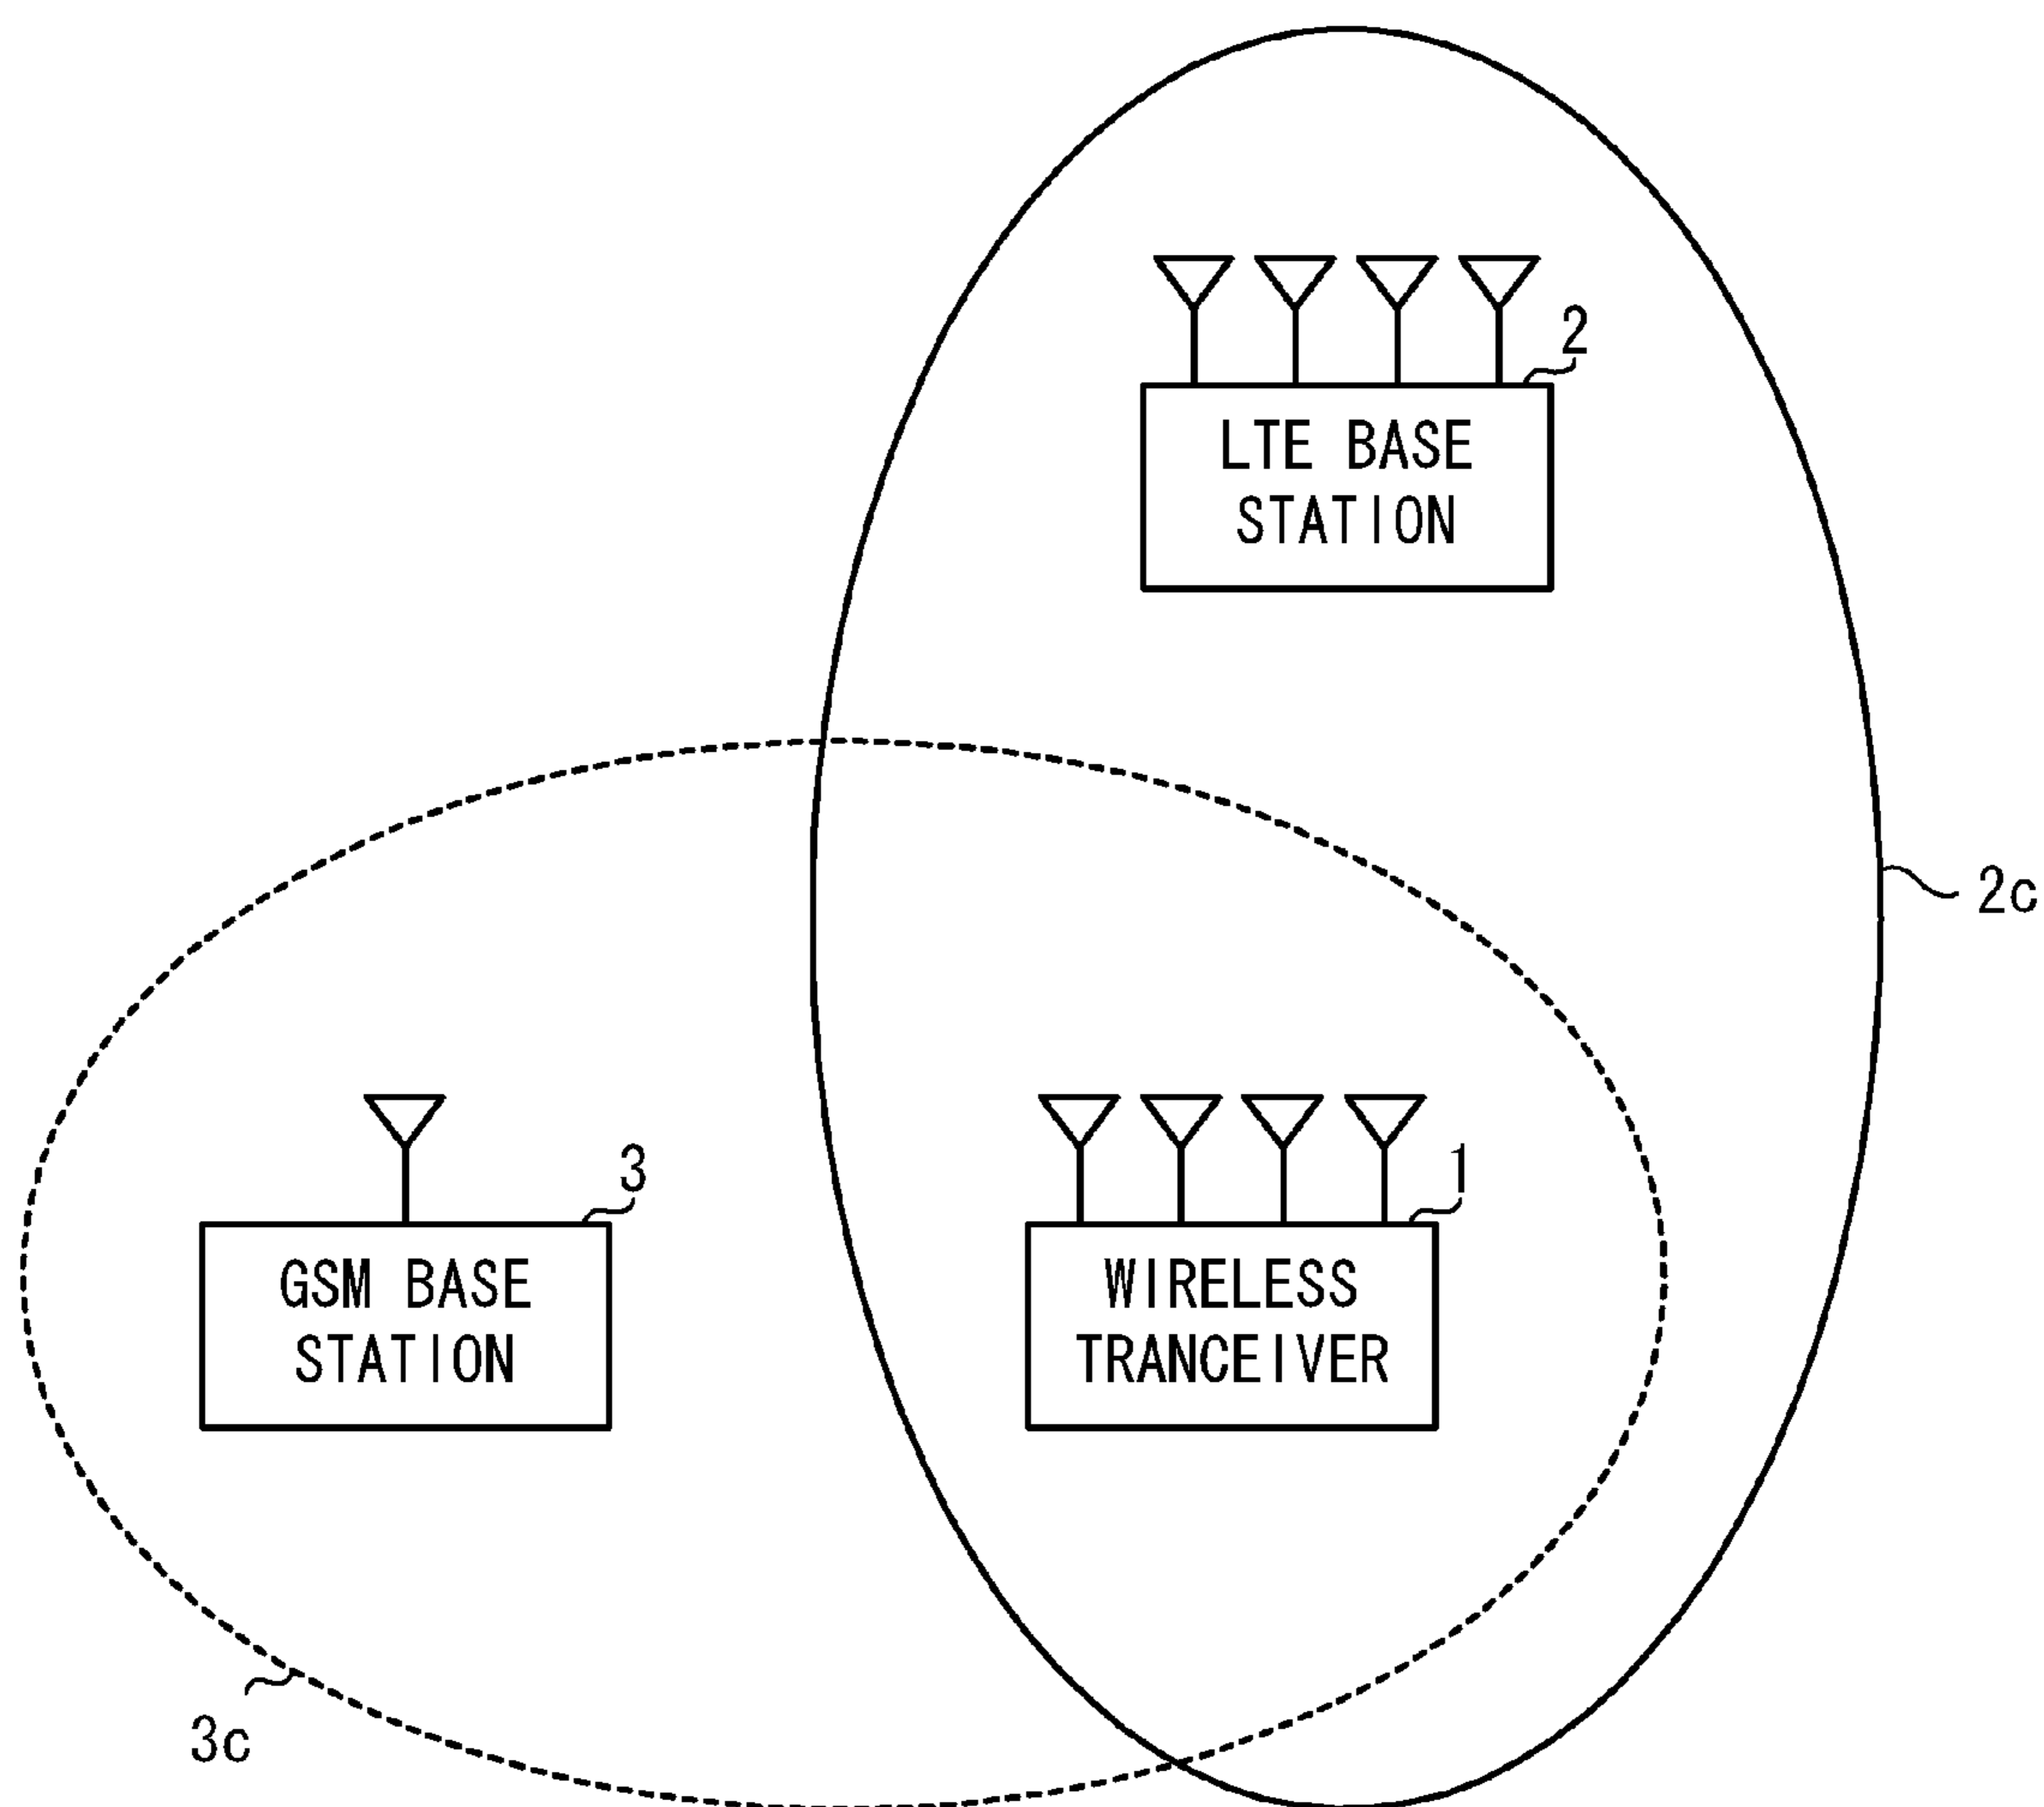 2
LTE BASE
STATION
2c
3
GSM BASE
STATION
1
WIRELESS
TRANCEIVER
3c